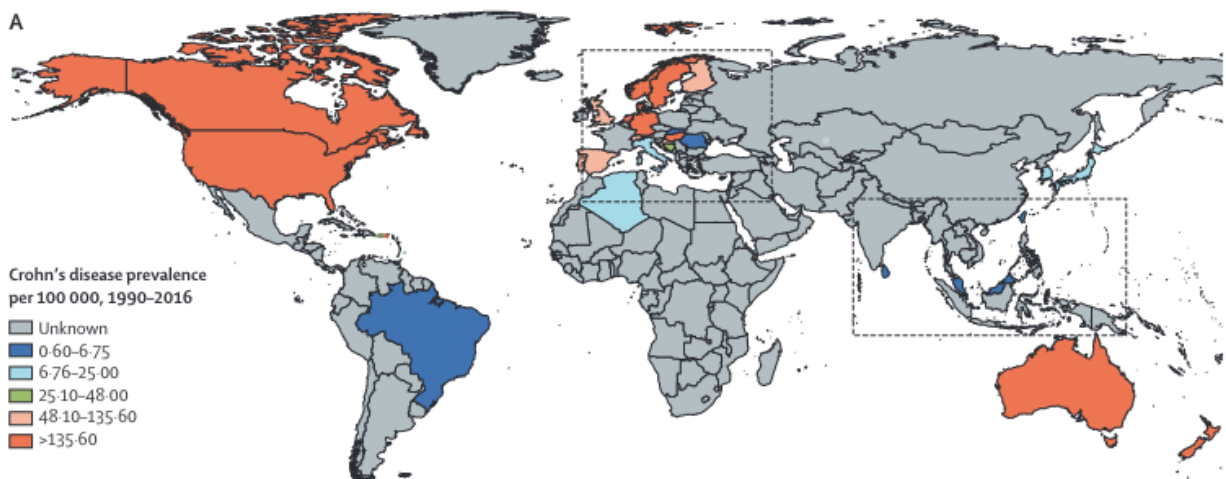 A
Crohn's disease prevalence
per 100 000, 1990–2016
Unknown
0·60–6·75
6·76–25·00
25·10–48·00
48·10–135·60
>135·60